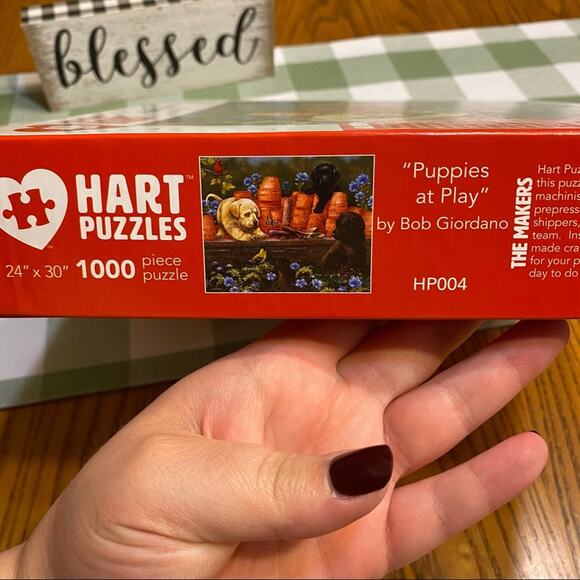 blessed
HART™
PUZZLES
24" x 30" 1000 piece
puzzle
"Puppies
at Play"
by Bob Giordano
HP004
THE MAKERS
Hart Puz
this puzz
machinis
prepress
shippers,
team. Ins
made cra
for your p
day to do